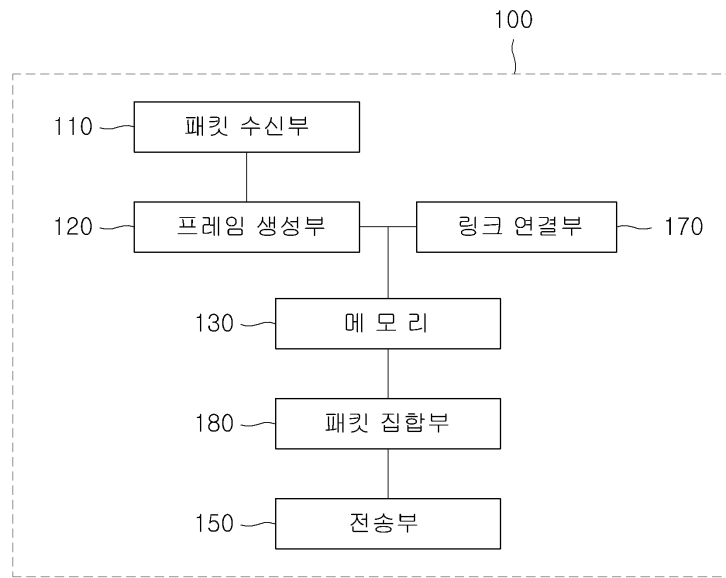 100
110 패킷 수신부
120 프레임 생성부 링크 연결부 170
130 메 모 리
180 패킷 집합부
150 전송부